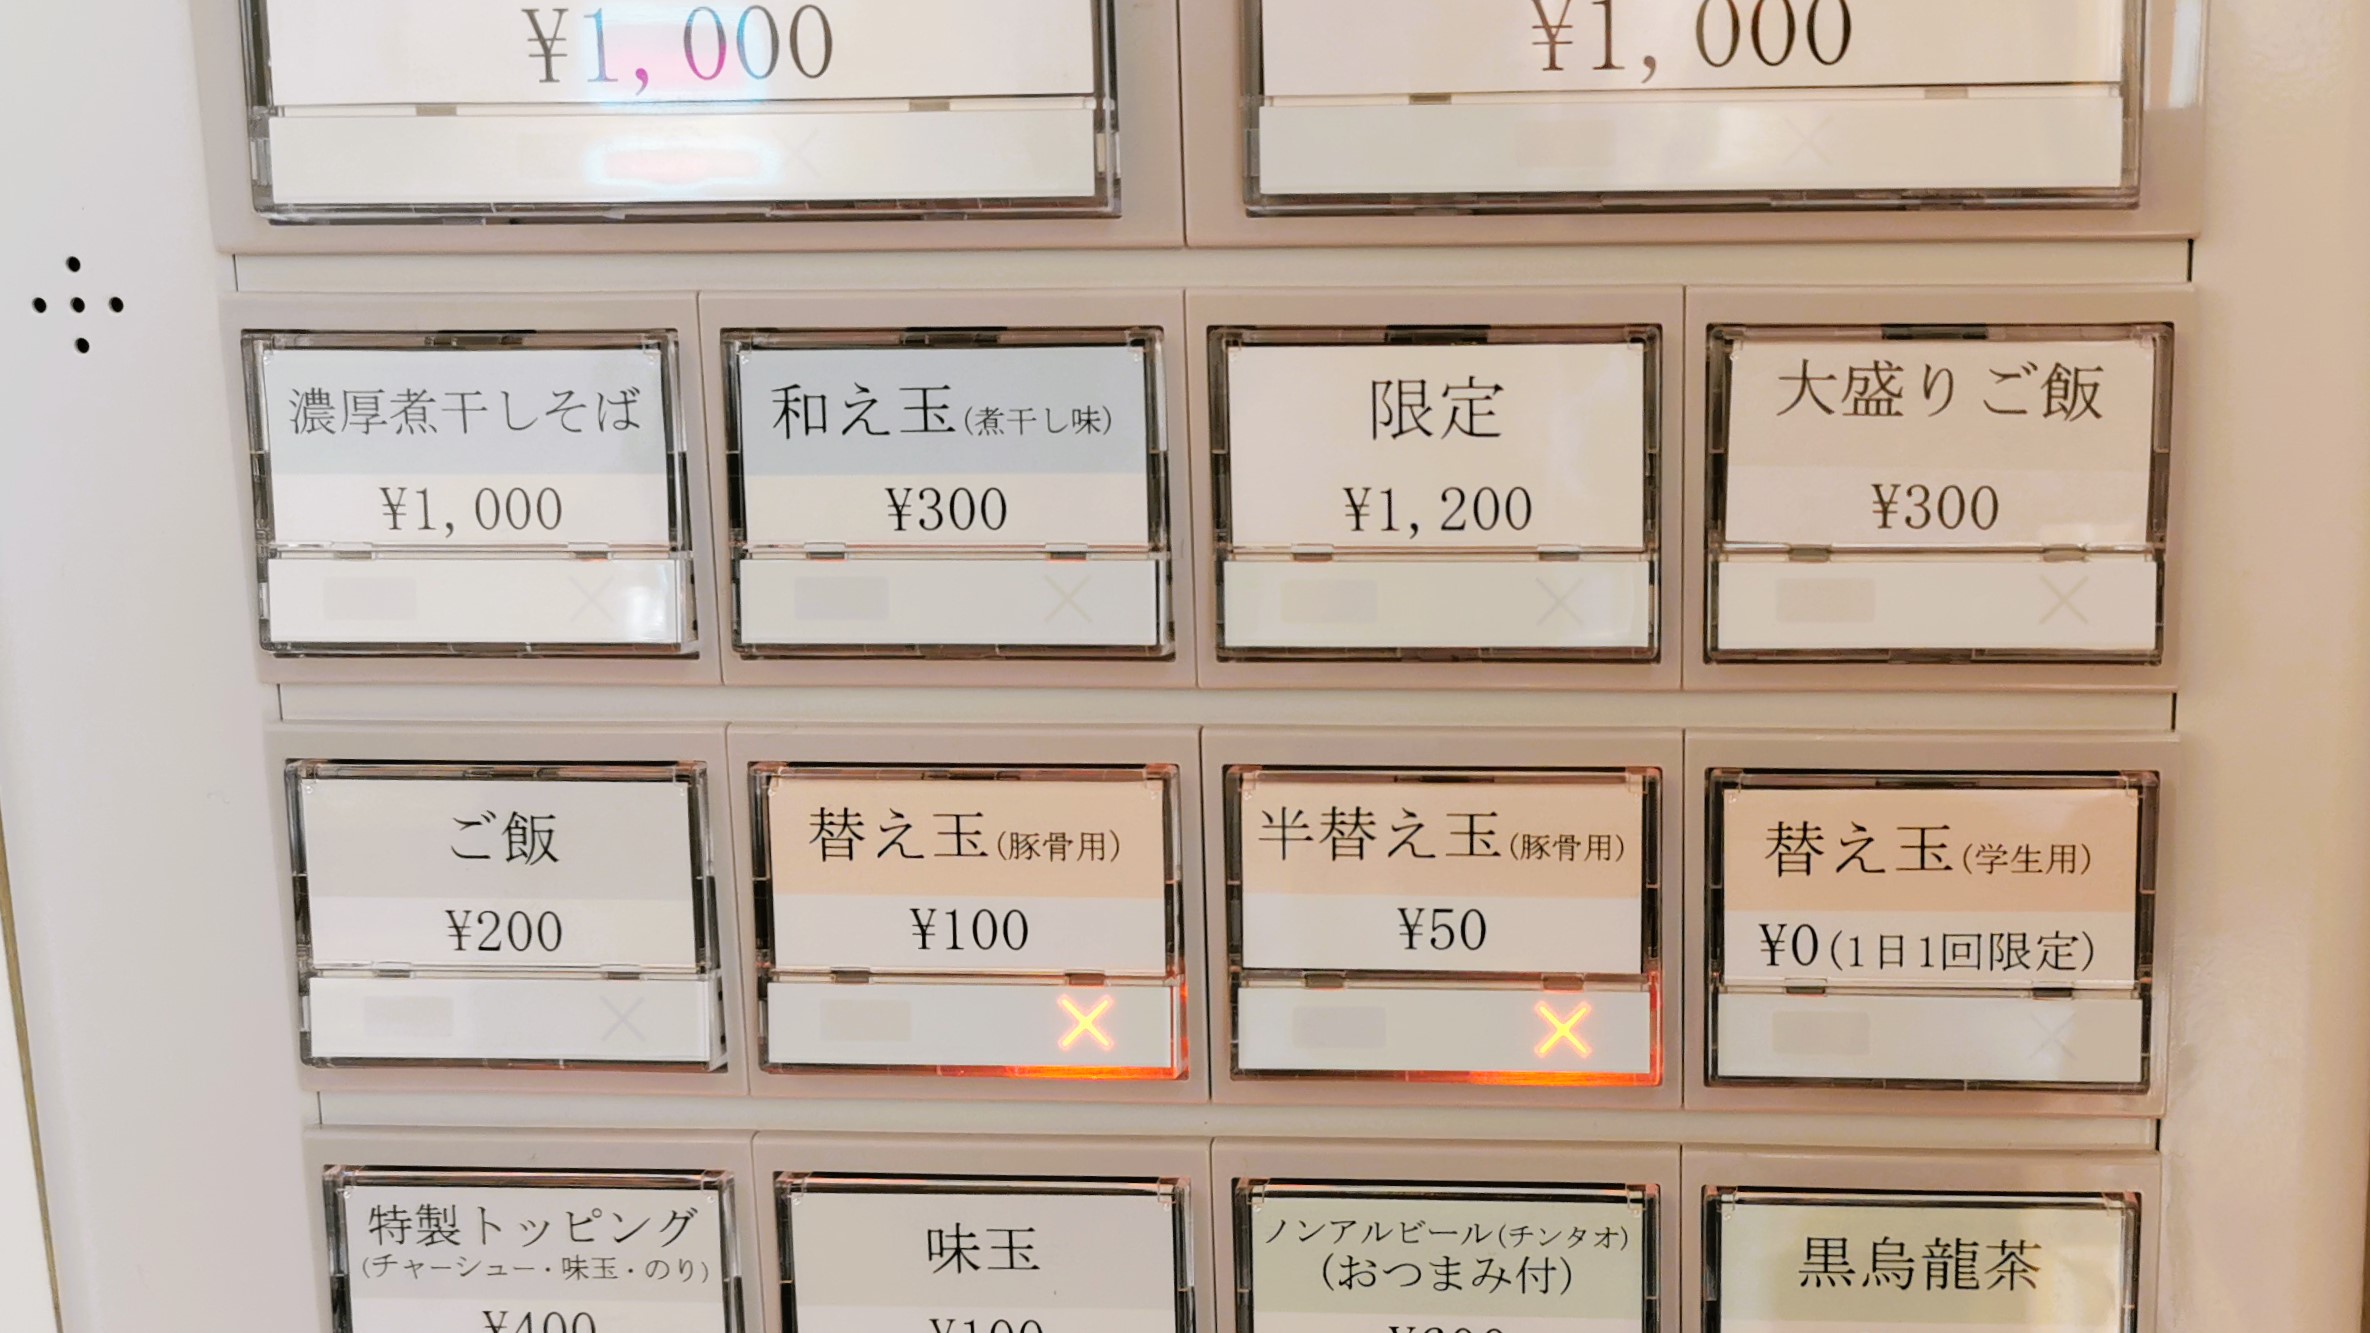 ¥1,000
¥1,000
濃厚煮干しそば
¥1,000
和え玉(煮干し味)
¥300
限定
¥1,200
大盛りご飯
¥300
ご飯
¥200
替え玉(豚骨用)
¥100
半替え玉(豚骨用)
¥50
替え玉(学生用)
¥0(1日1回限定)
特製トッピング
(チャーシュー・味玉・のり)
¥400
味玉
¥100
ノンアルビール(チンタオ)
(おつまみ付)
黒烏龍茶